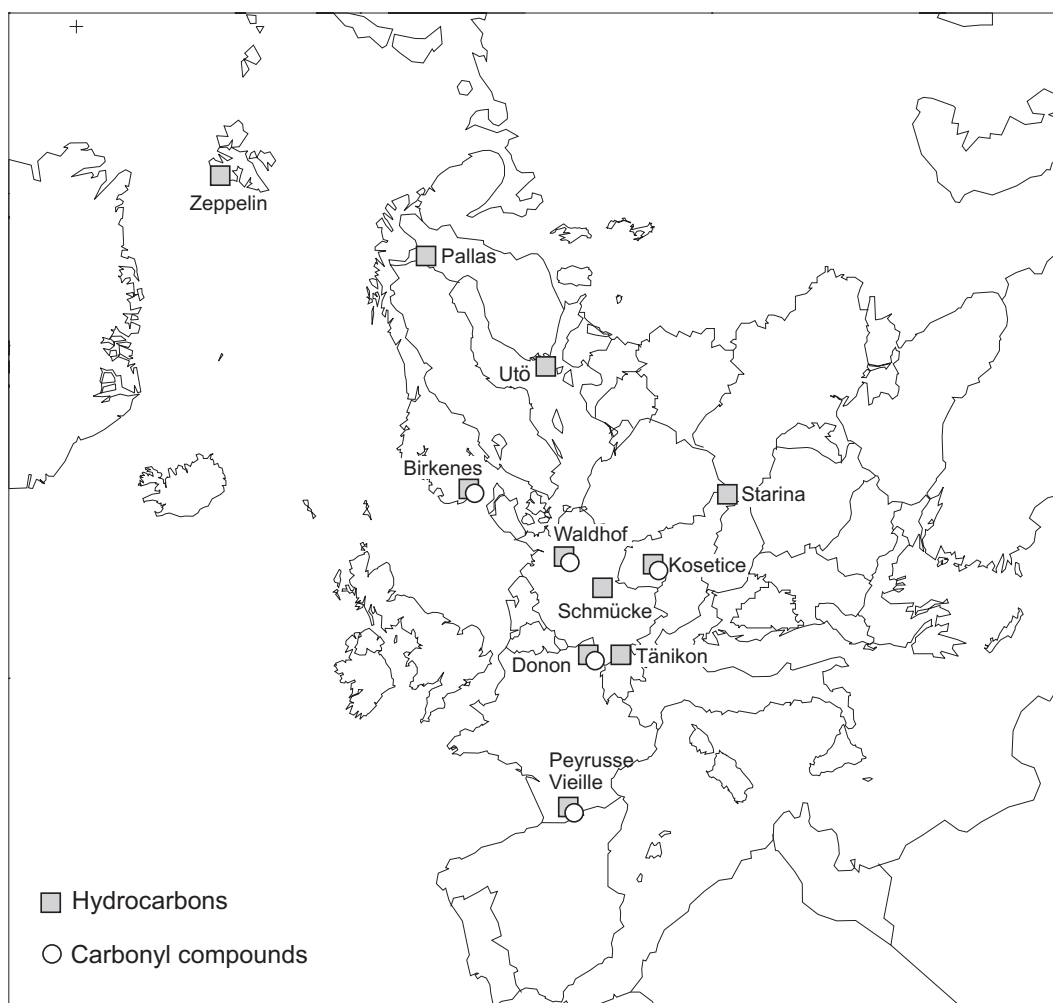 Zeppelin
Pallas
Utö
Birkenes
Starina
Waldhof
Kosetice
Schmücke
Donon
Tänikon
Peyrusse
Vieille
Hydrocarbons
Carbonyl compounds